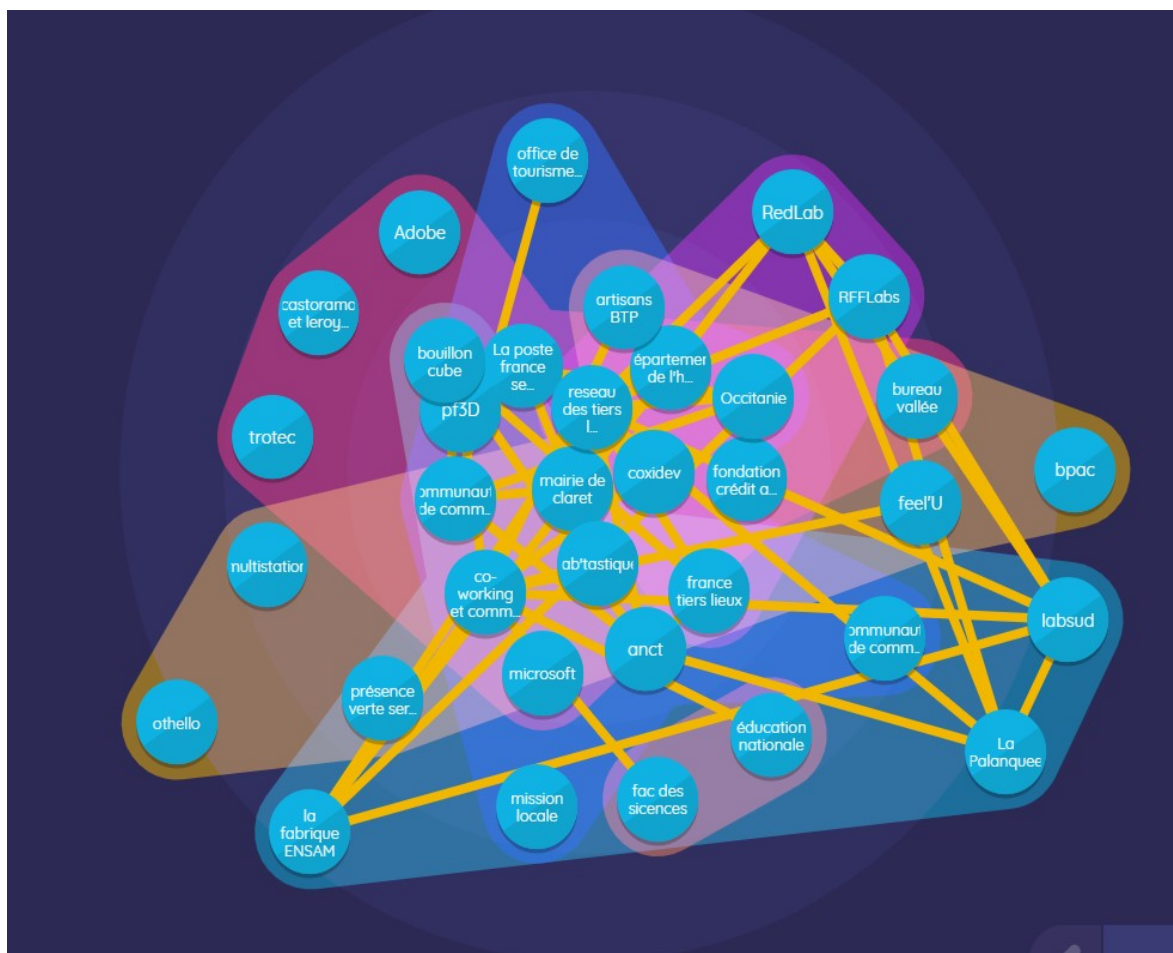 office de
tourisme...
RedLab
Adobe
RFFLabs
castorama
et leroy...
artisans
BTP
bouillon
cube
La poste
france
se...
épartemen
de l'h...
reseau
des tiers
l...
Occitanie
bureau
vallée
pf3D
trotec
bpac
coxidev
fondation
crédit a...
mairie de
claret
ommunaut
de comm...
feel'U
nultistation
ab'tastique
co-
working
et comm...
france
tiers lieux
labsud
ommunaut
de comm...
anct
microsoft
présence
verte ser...
othello
éducation
nationale
La
Palanquee
mission
locale
fac des
sicences
la
fabrique
ENSAM